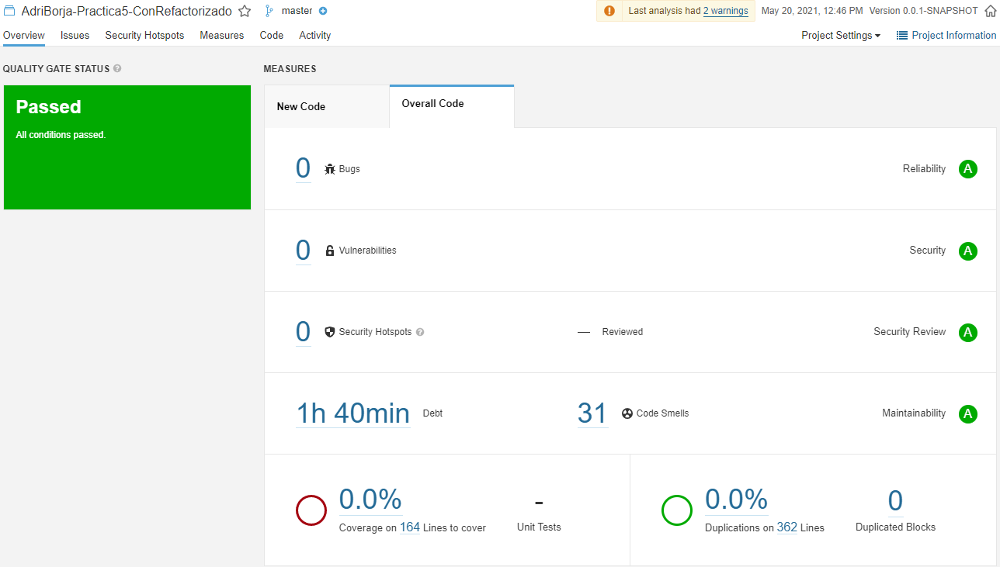 AdriBorja-Practica5-ConRefactorizado master
Last analysis had 2 warnings May 20, 2021, 12:46 PM Version 0.0.1-SNAPSHOT
Overview Issues Security Hotspots Measures Code Activity
Project Settings Project Information
QUALITY GATE STATUS ?
Passed
All conditions passed.
MEASURES
New Code
Overall Code
0 Bugs
Reliability A
0 Vulnerabilities
Security A
0 Security Hotspots ?
— Reviewed
Security Review A
1h 40min Debt
31 Code Smells
Maintainability A
0.0%
Coverage on 164 Lines to cover
-
Unit Tests
0.0%
Duplications on 362 Lines
0
Duplicated Blocks